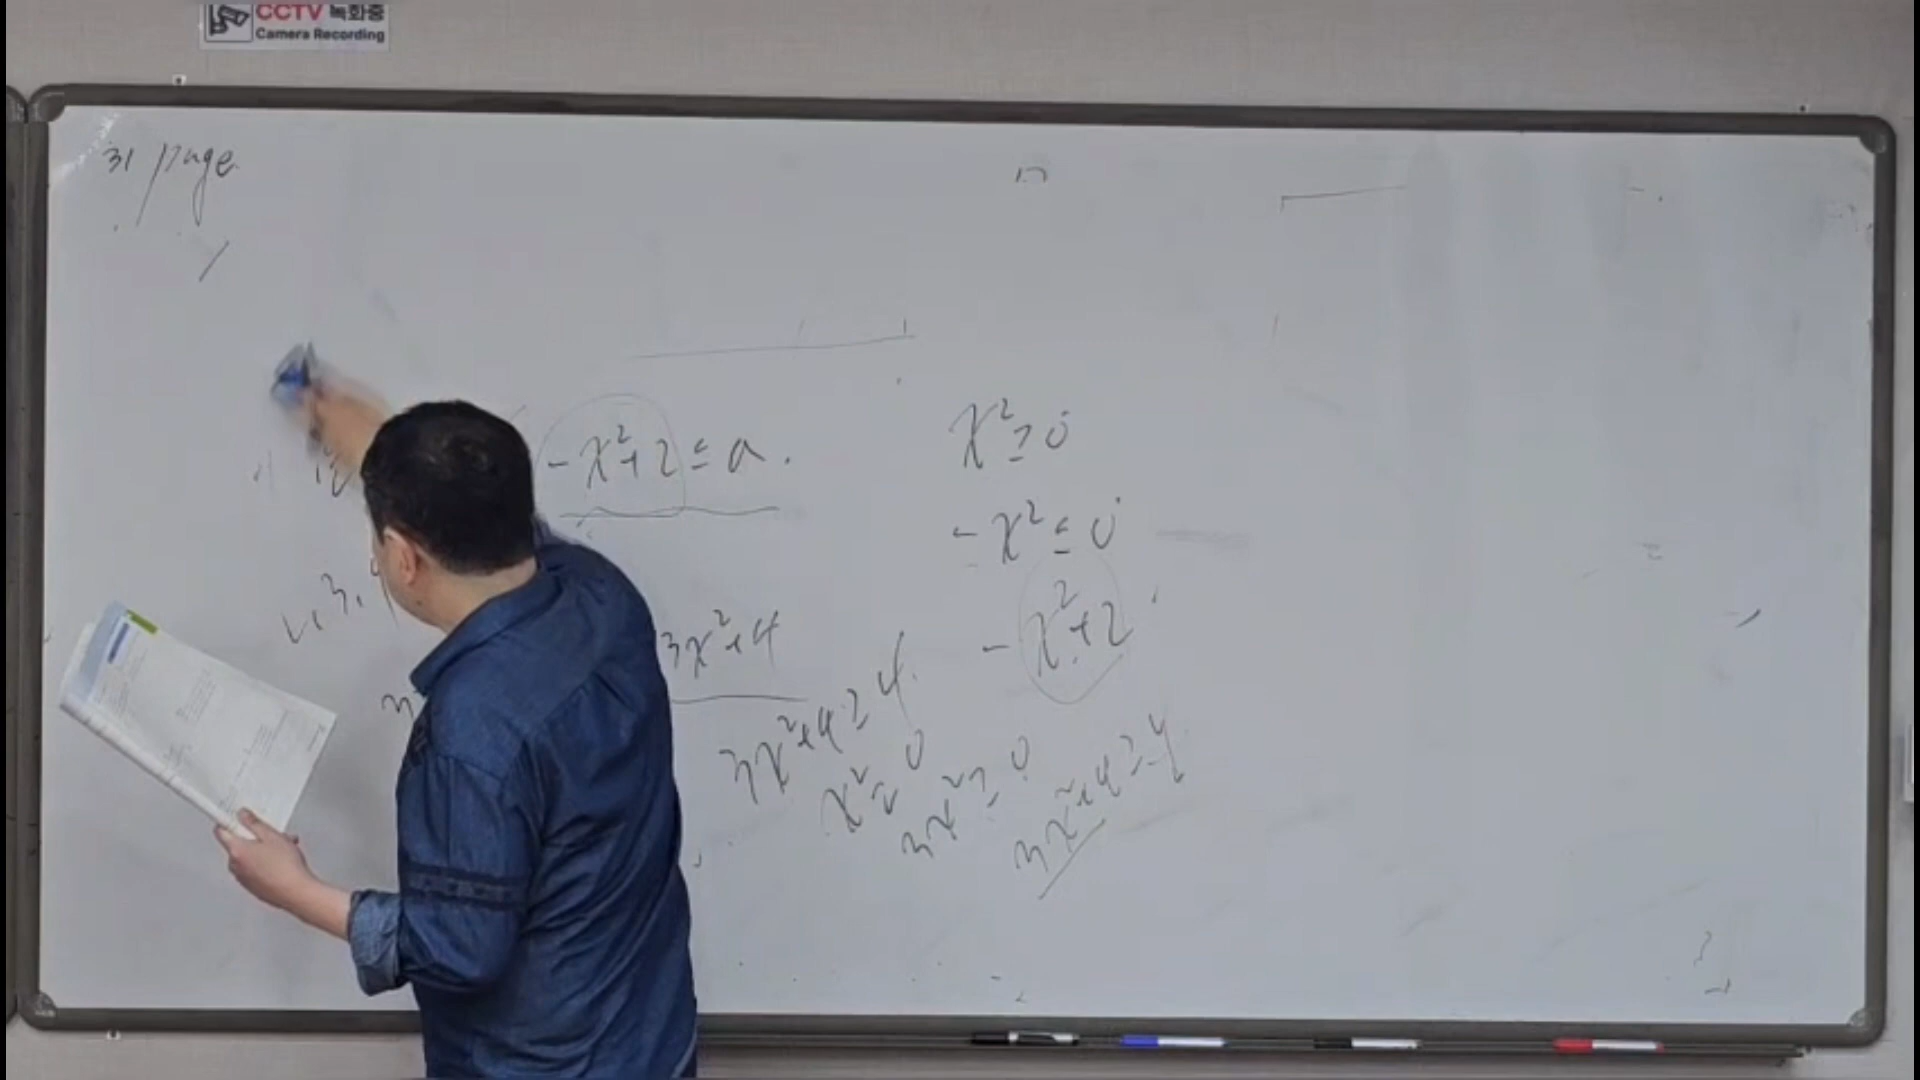 CCTV 녹화중
Camera Recording
31 page.
-x²+2≤a.
x²≥0
-x²≤0
-x²+2
3x²+4
3x²+4≥4.
x²≥0
3x²≥0
3x²+4≥4